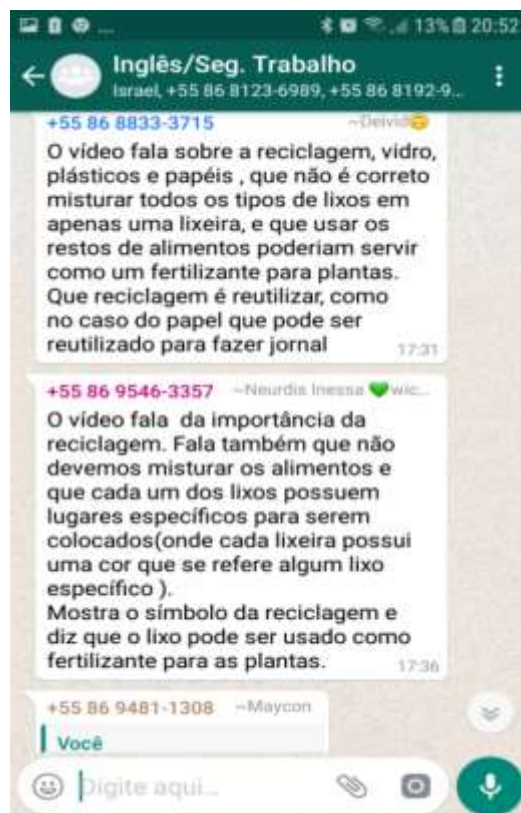 ... 13% 20:52
Inglês/Seg. Trabalho
Israel, +55 86 8123-6989, +55 86 8192-9...
+55 86 8833-3715 ~Deivid
O vídeo fala sobre a reciclagem, vidro,
plásticos e papéis , que não é correto
misturar todos os tipos de lixos em
apenas uma lixeira, e que usar os
restos de alimentos poderiam servir
como um fertilizante para plantas.
Que reciclagem é reutilizar, como
no caso do papel que pode ser
reutilizado para fazer jornal
17:31
+55 86 9546-3357 ~Neurdis Inessa 💚wic...
O vídeo fala da importância da
reciclagem. Fala também que não
devemos misturar os alimentos e
que cada um dos lixos possuem
lugares específicos para serem
colocados(onde cada lixeira possui
uma cor que se refere algum lixo
específico ).
Mostra o símbolo da reciclagem e
diz que o lixo pode ser usado como
fertilizante para as plantas.
17:36
+55 86 9481-1308 ~Maycon
Você
Digite aqui...